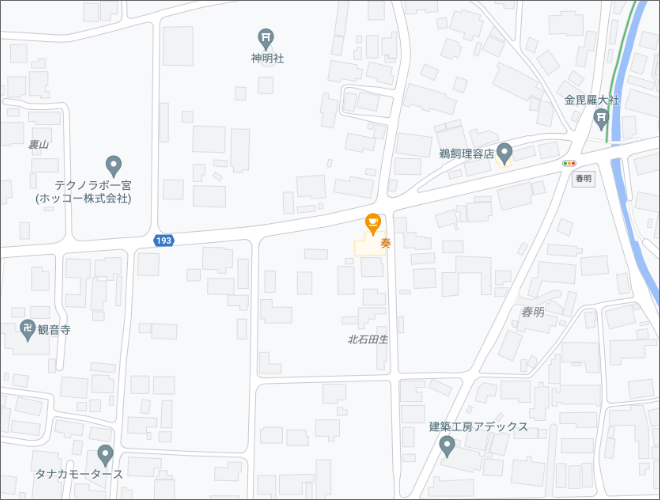 神明社
金毘羅大社
裏山
鵜飼理容店
テクノラボ一宮
(ホッコー株式会社)
春明
193
奏
観音寺
春明
北石田生
建築工房アデックス
タナカモータース